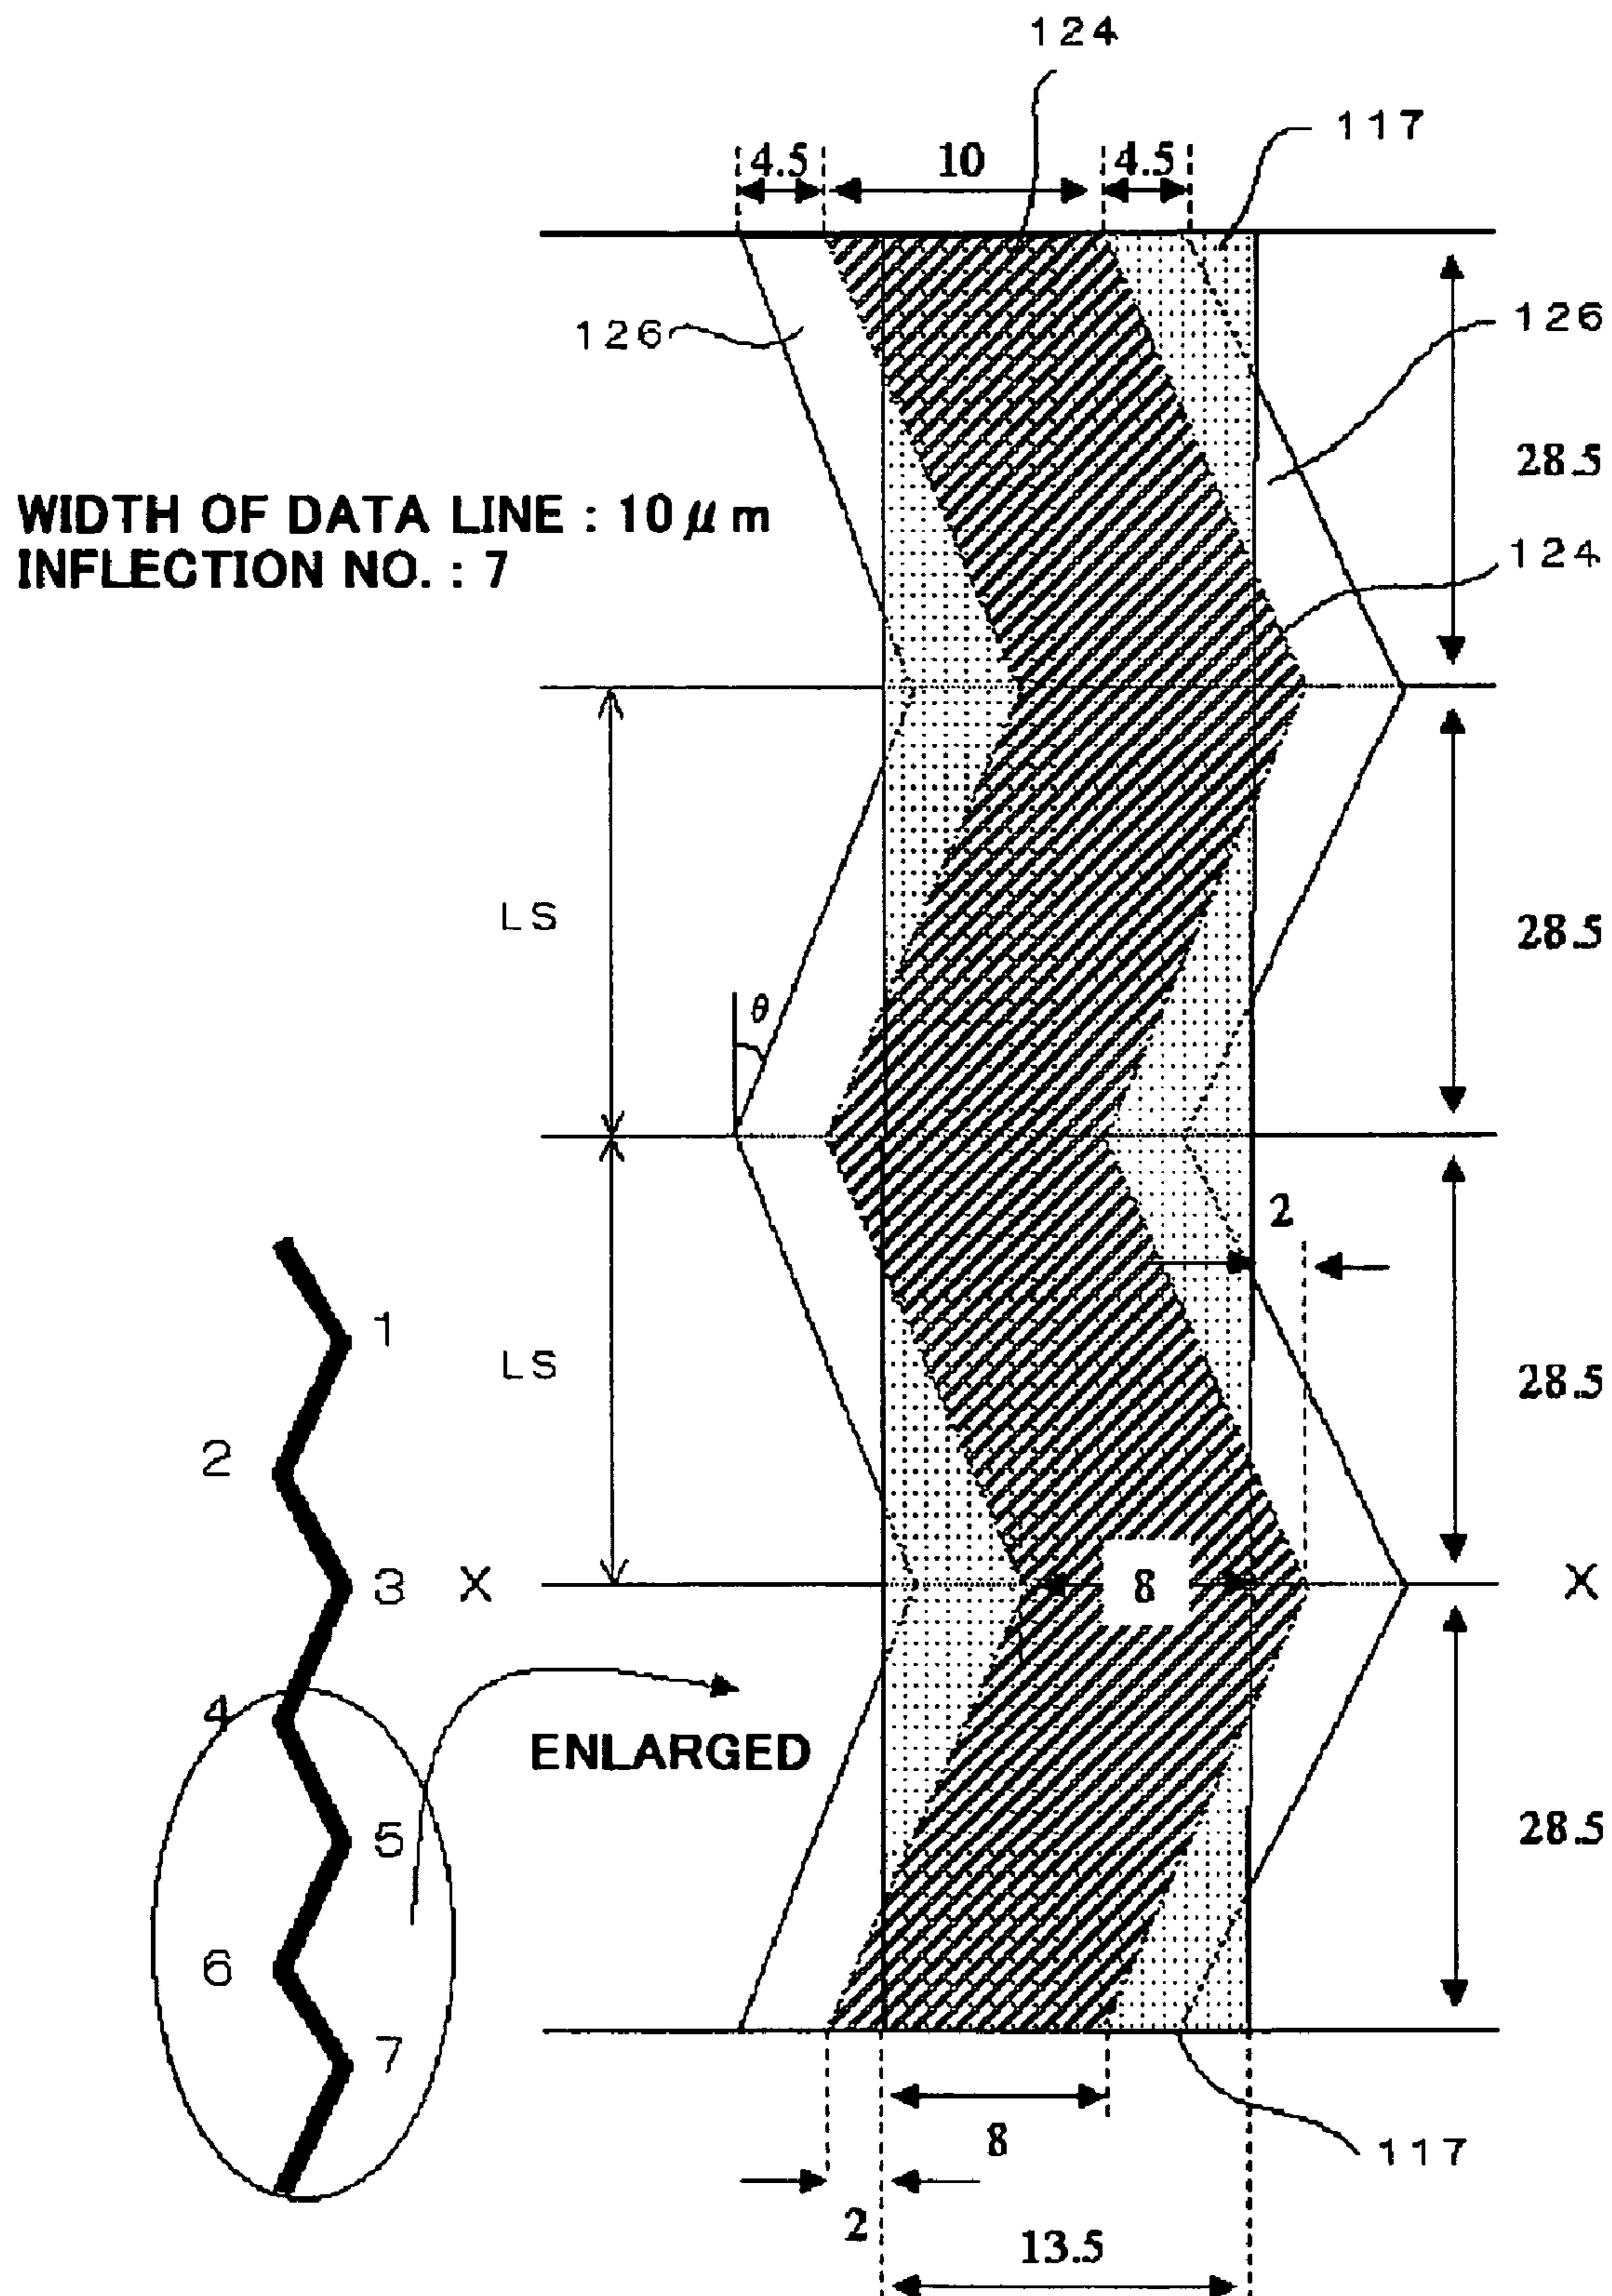 124
117
4.5 10 4.5
126
126
28.5
WIDTH OF DATA LINE : 10 μm
INFLECTION NO. : 7
124
LS
28.5
θ
2
1
LS
28.5
2
3
X
8
X
4
ENLARGED
5
28.5
6
7
8
117
2
13.5